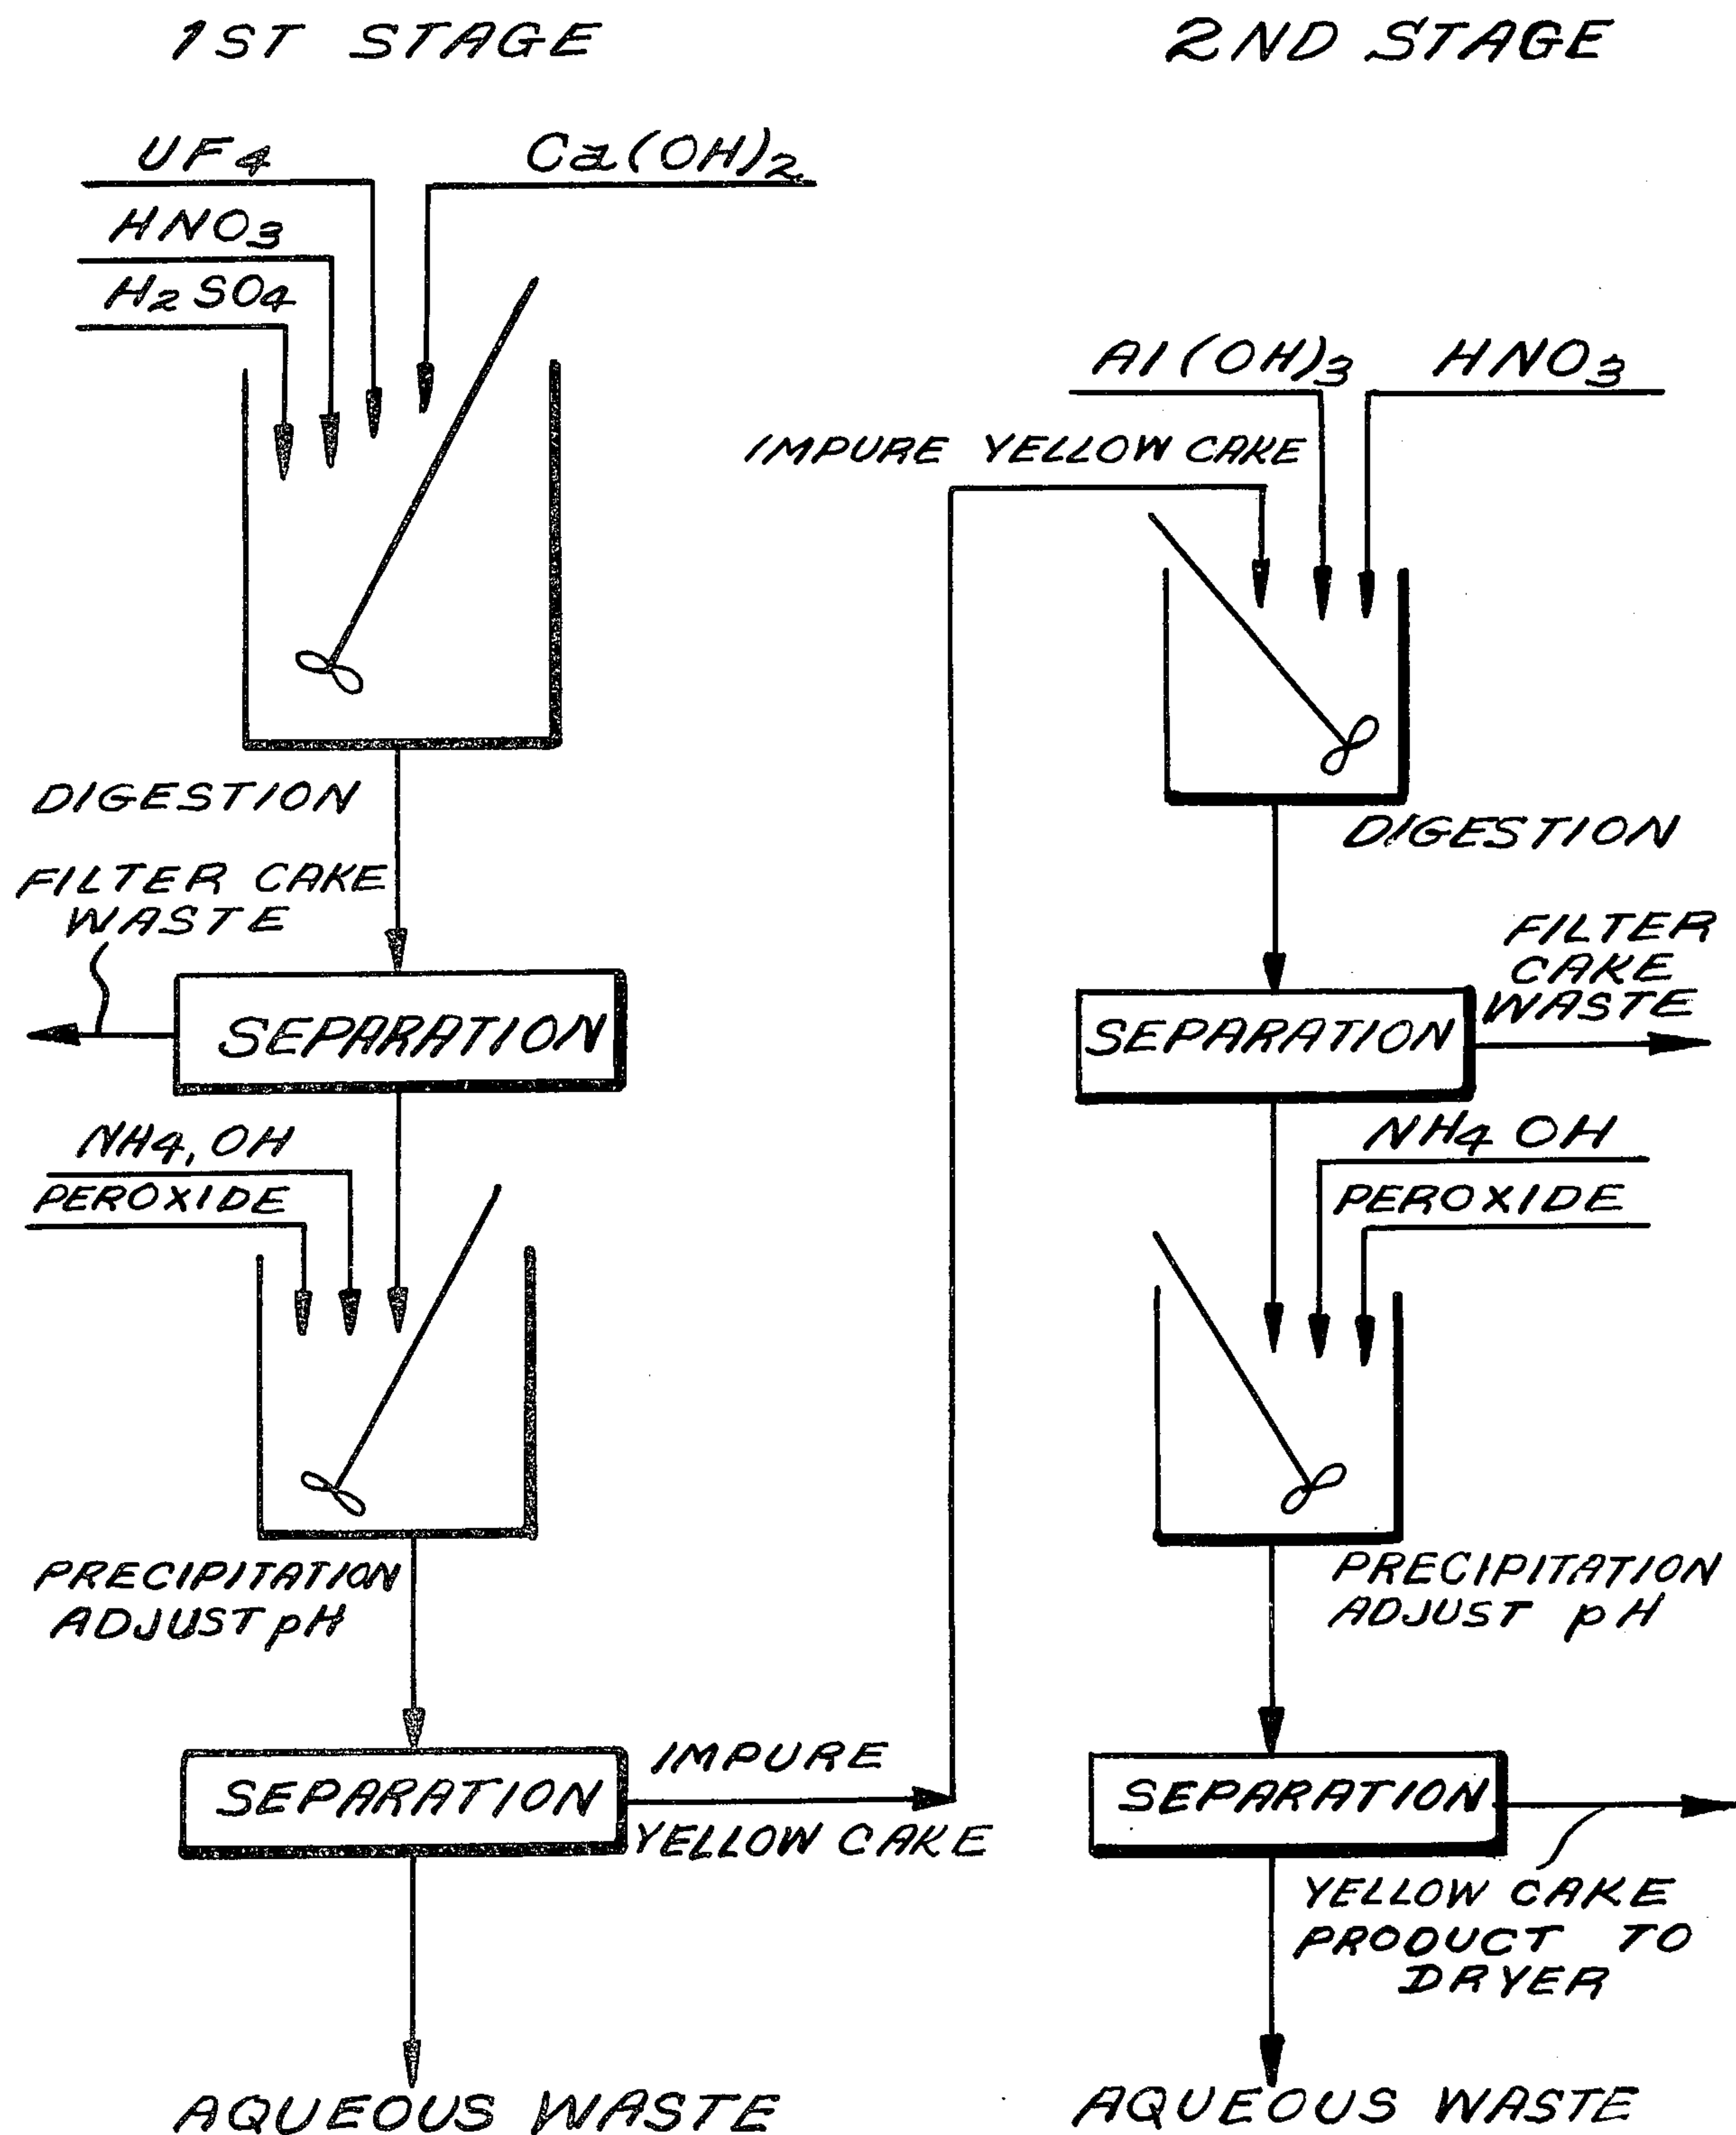 1ST STAGE
UF4
Ca(OH)2
HNO3
H2SO4
DIGESTION
FILTER CAKE
WASTE
SEPARATION
NH4,OH
PEROXIDE
PRECIPITATION
ADJUST pH
SEPARATION
IMPURE
YELLOW CAKE
AQUEOUS WASTE
2ND STAGE
Al(OH)3
HNO3
IMPURE YELLOW CAKE
DIGESTION
FILTER
CAKE
WASTE
SEPARATION
NH4 OH
PEROXIDE
PRECIPITATION
ADJUST pH
SEPARATION
YELLOW CAKE
PRODUCT TO
DRYER
AQUEOUS WASTE